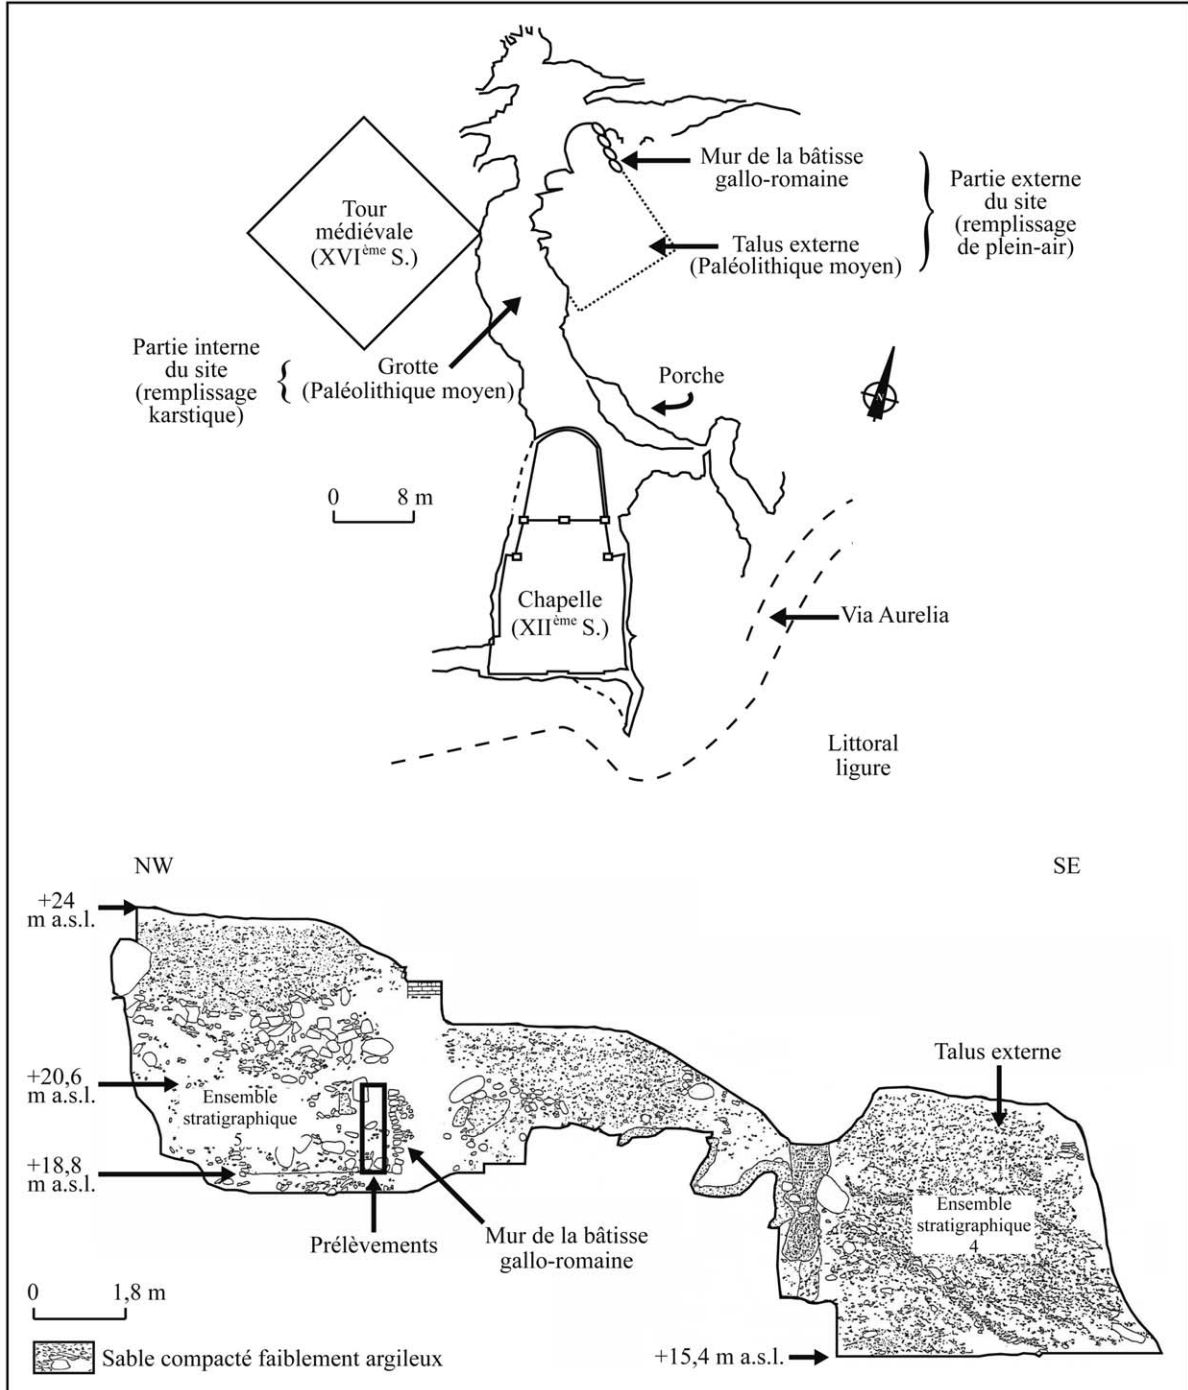 Mur de la bâtisse
gallo-romaine
Partie externe
du site
(remplissage
de plein-air)
Tour
médiévale
(XVIème S.)
Talus externe
(Paléolithique moyen)
Partie interne
du site
(remplissage
karstique)
Grotte
(Paléolithique moyen)
Porche
N
0 8 m
Chapelle
(XIIème S.)
Via Aurelia
Littoral
ligure
NW
SE
+24
m a.s.l.
+20,6
m a.s.l.
Ensemble
stratigraphique
5
+18,8
m a.s.l.
Talus externe
Ensemble
stratigraphique
4
Prélèvements
Mur de la bâtisse
gallo-romaine
0 1,8 m
Sable compacté faiblement argileux
+15,4 m a.s.l.